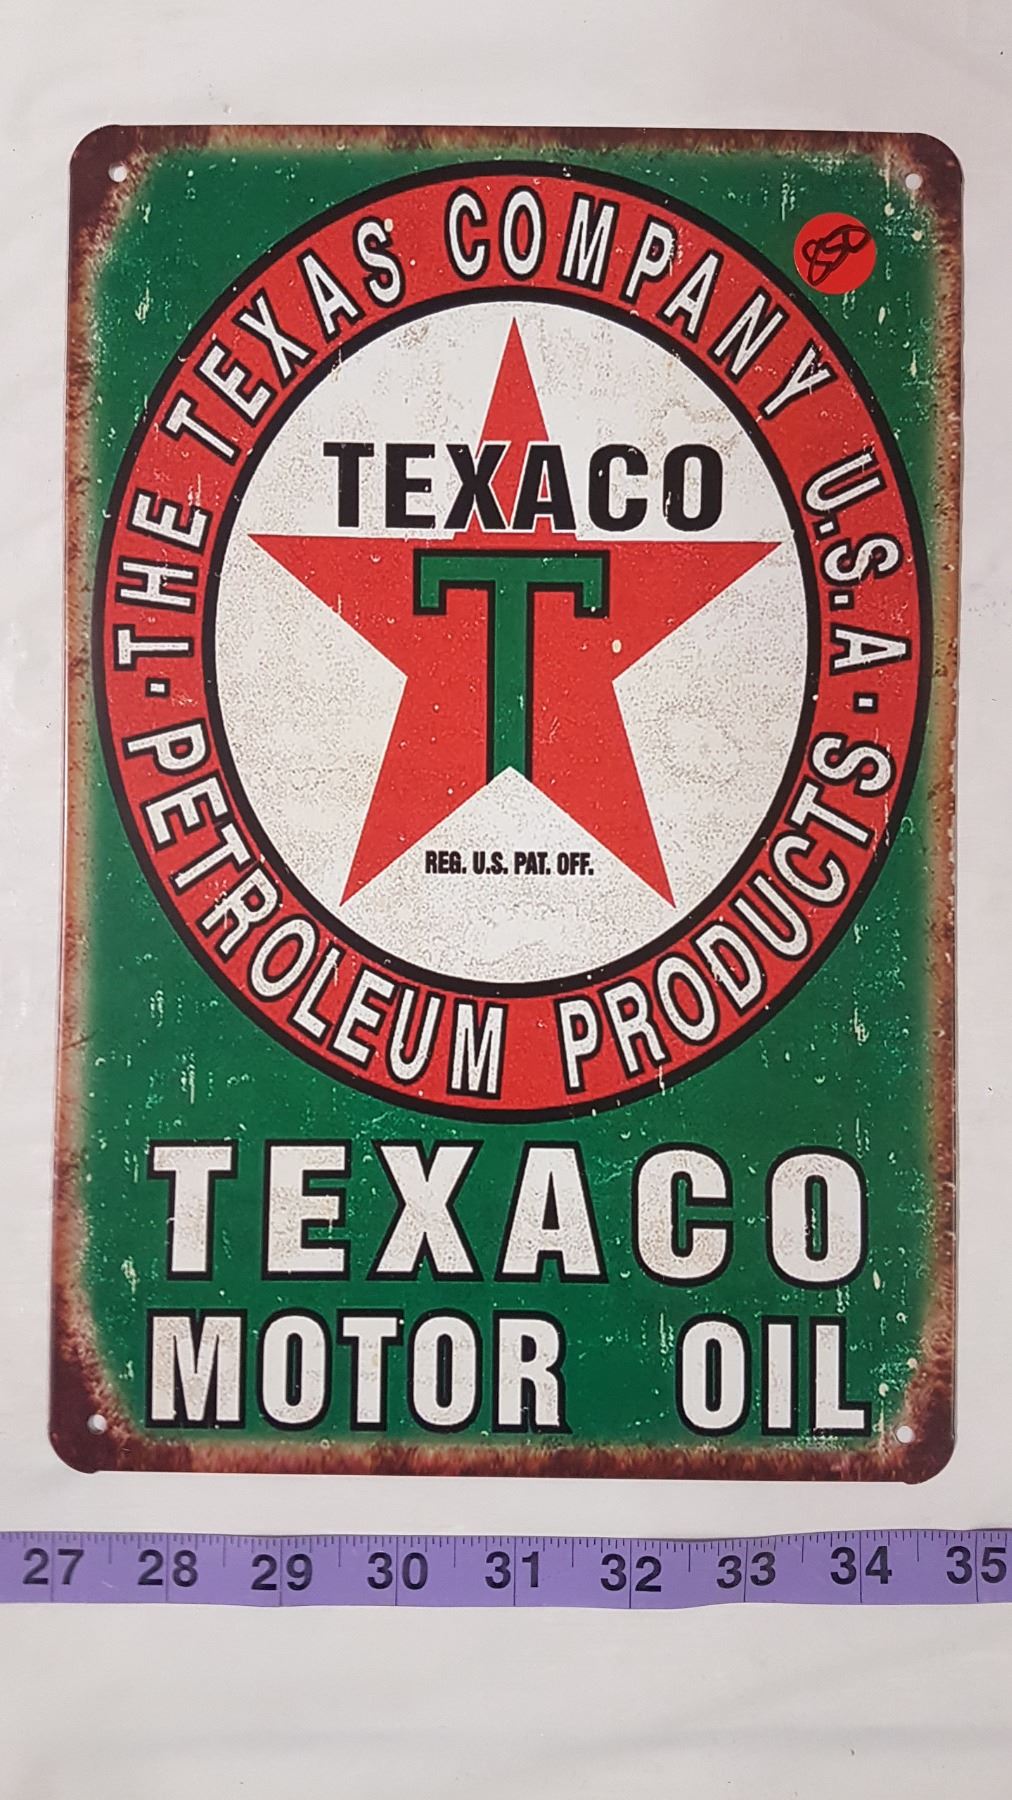 ·THE TEXAS COMPANY U.S.A·
850
TEXACO
T
REG. U.S. PAT. OFF.
PETROLEUM PRODUCTS
TEXACO
MOTOR OIL
27 28 29 30 31 32 33 34 35